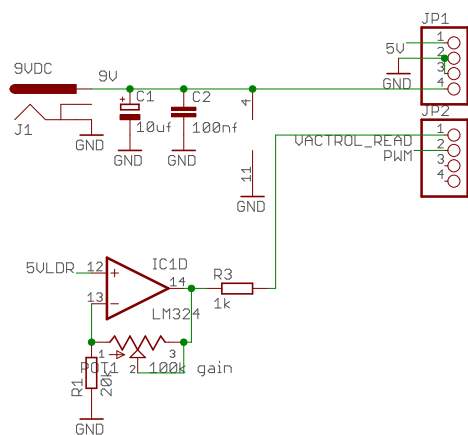 JP1
9VDC
9V
5V
1
2
3
4
GND
J1
GND
+
C1
10uf
GND
C2
100nf
GND
4
11
GND
JP2
VACTROL_READ
PWM
1
2
3
4
5VLDR
12
13
+
-
IC1D
14
LM324
R3
1k
1
2
3
POT1
100k gain
R1
20k
GND